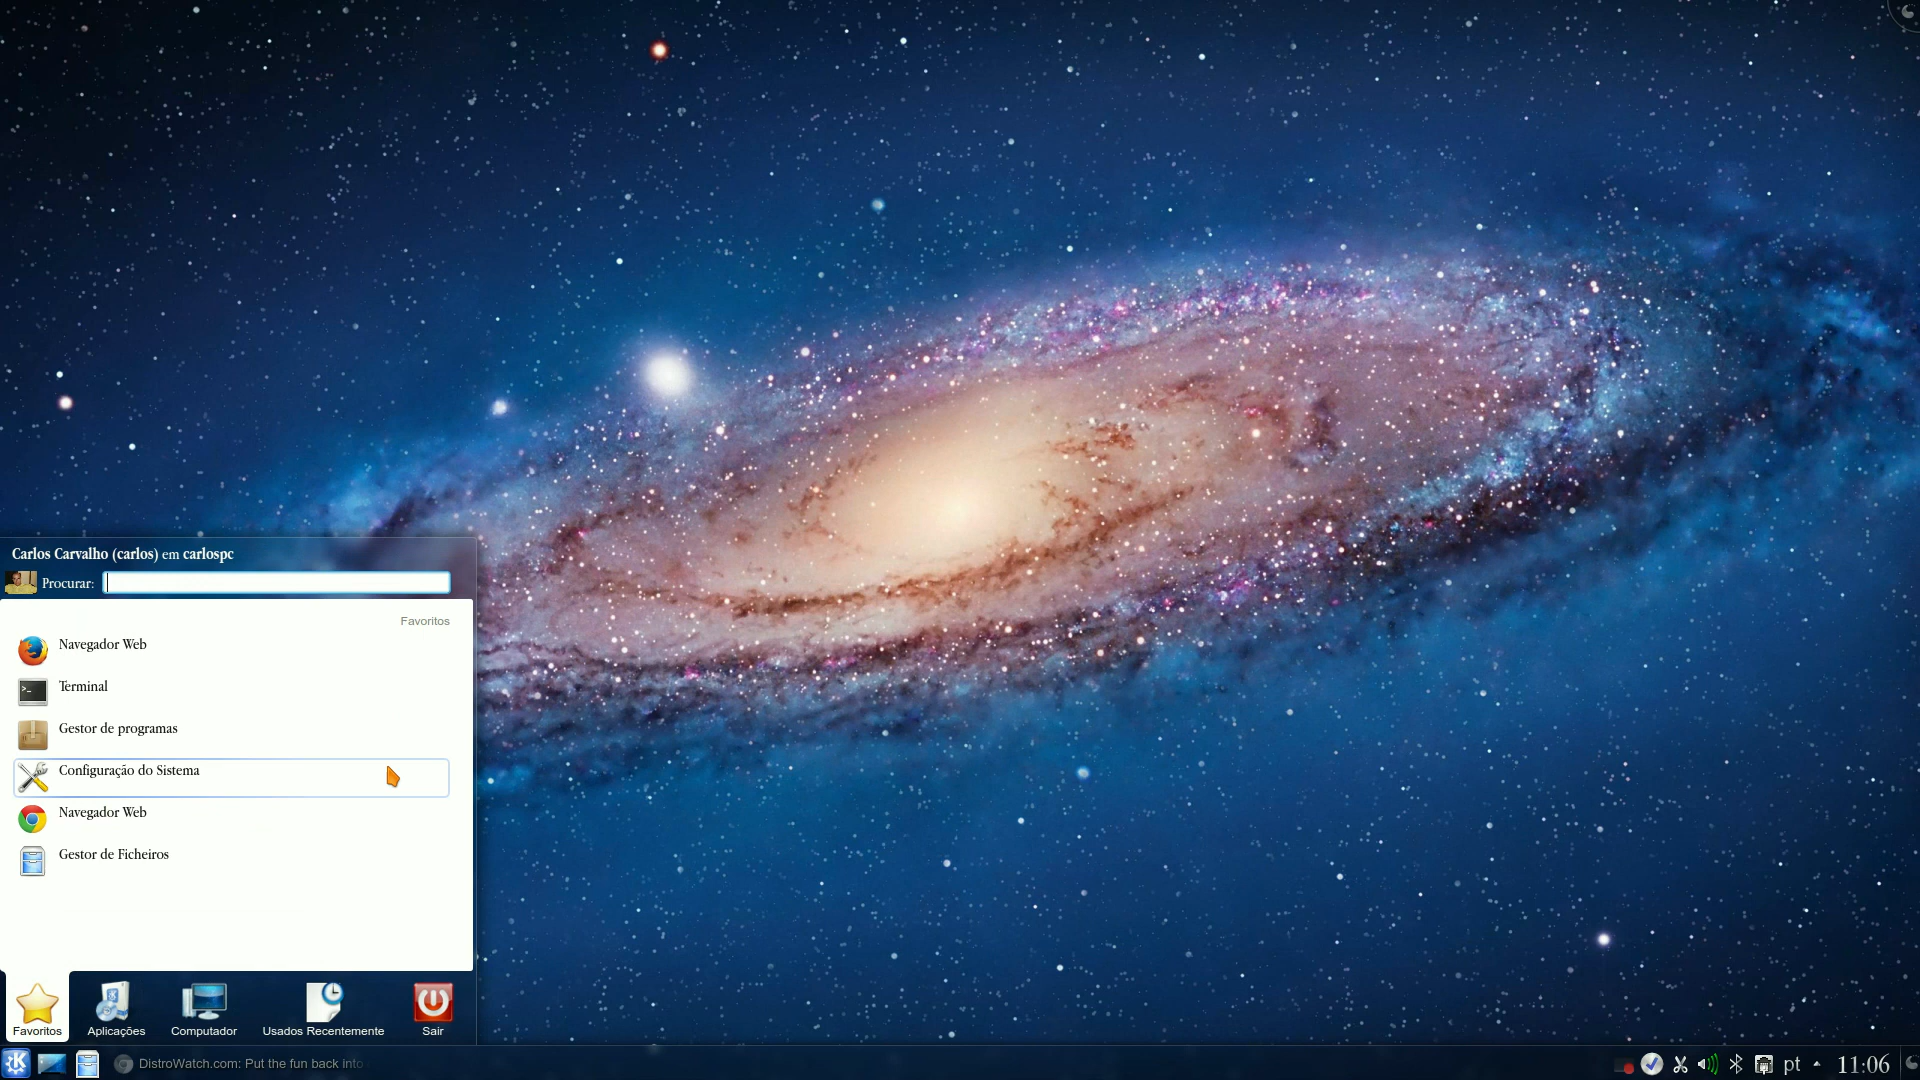 Carlos Carvalho (carlos) em carlospc
Procurar:
Favoritos
Navegador Web
Terminal
Gestor de programas
Configuração do Sistema
Navegador Web
Gestor de Ficheiros
Favoritos
Aplicações
Computador
Usados Recentemente
Sair
DistroWatch.com: Put the fun back into
pt
11:06